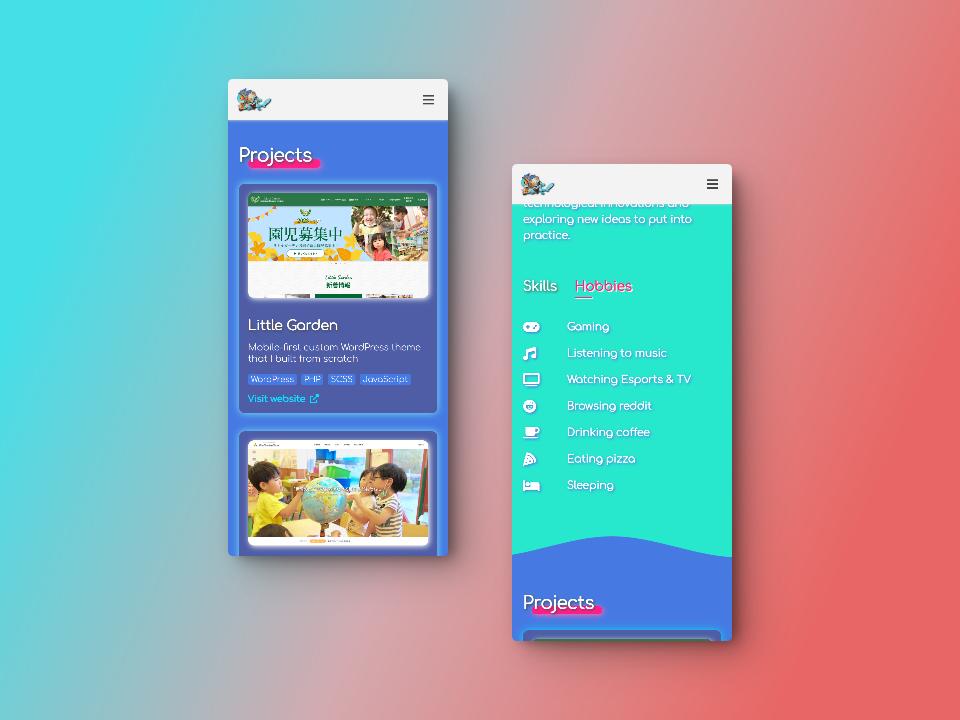 Projects
園児募集中
Little Garden
新着情報
Little Garden
Mobile-first custom WordPress theme
that I built from scratch
WordPress PHP SCSS JavaScript
Visit website
technological innovations and
exploring new ideas to put into
practice.
Skills Hobbies
Gaming
Listening to music
Watching Esports & TV
Browsing reddit
Drinking coffee
Eating pizza
Sleeping
Projects